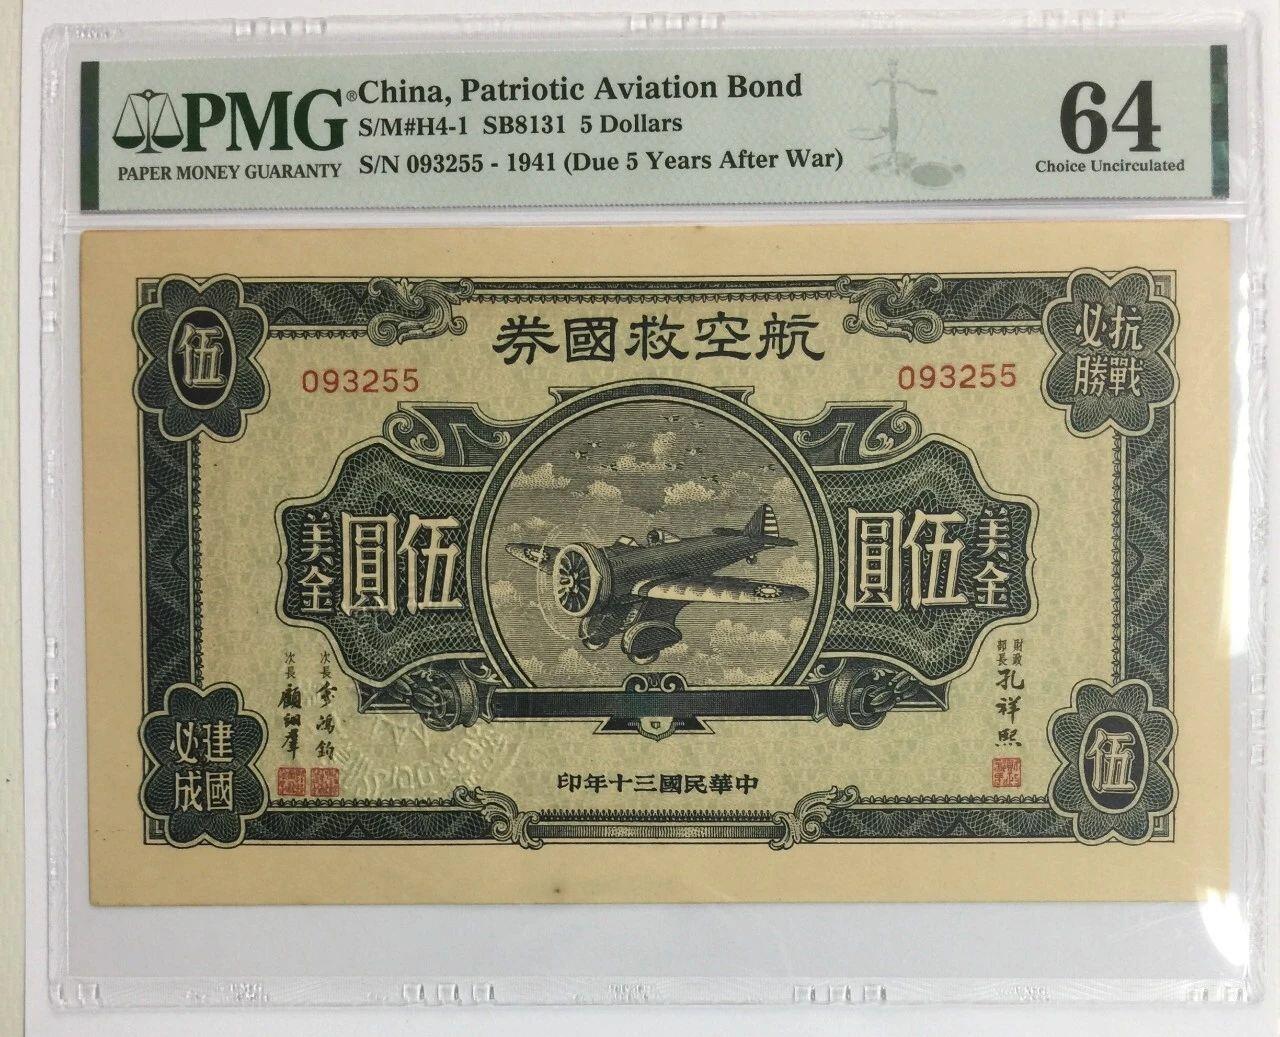 PMG® China, Patriotic Aviation Bond
S/M#H4-1 SB8131 5 Dollars
PAPER MONEY GUARANTY S/N 093255 - 1941 (Due 5 Years After War)
64
Choice Uncirculated
伍
抗戰
必勝
航空救國券
093255
093255
美金
伍圓
伍圓
美金
財政
部長
孔祥熙
次長
俞鴻鈞
次長
顧翊羣
建國
必成
伍
中華民國三十年印